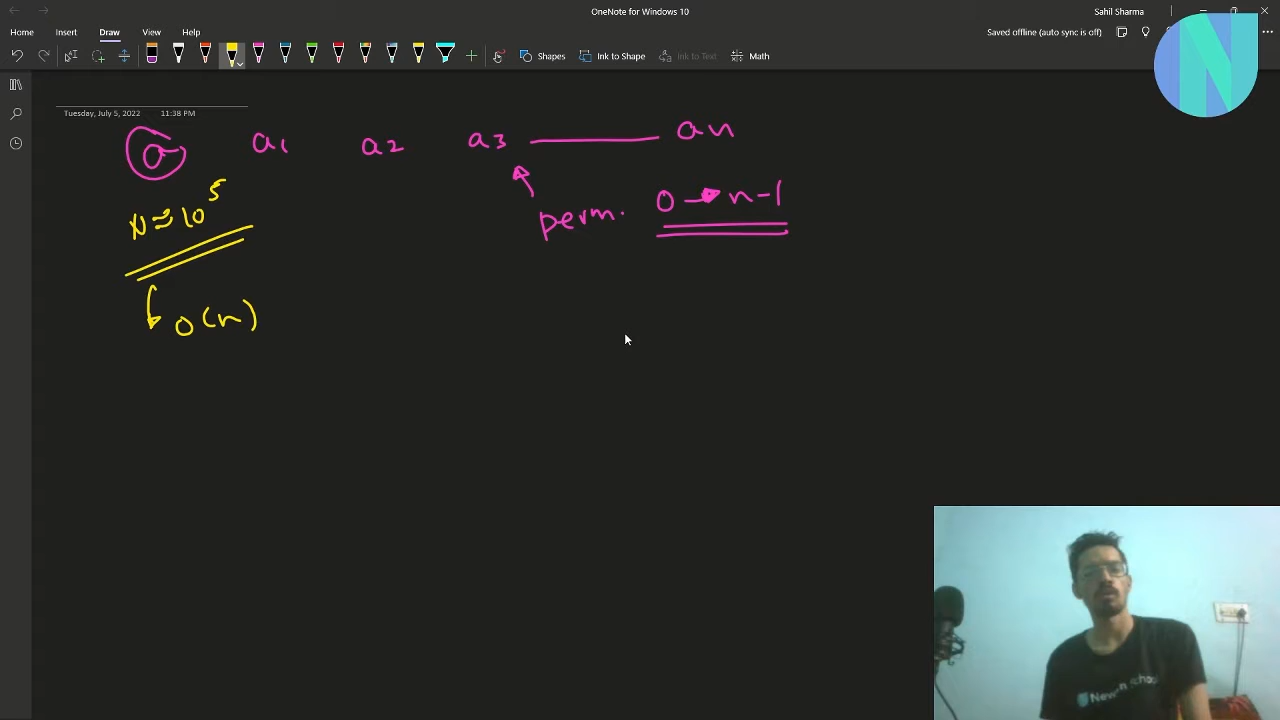 OneNote for Windows 10
Sahil Sharma
Home Insert Draw View Help
Saved offline (auto sync is off)
Shapes Ink to Shape Ink to Text Math
Tuesday, July 5, 2022 11:38 PM
a a1 a2 a3 an
perm. 0 → n-1
N ≈ 10^5
O(n)